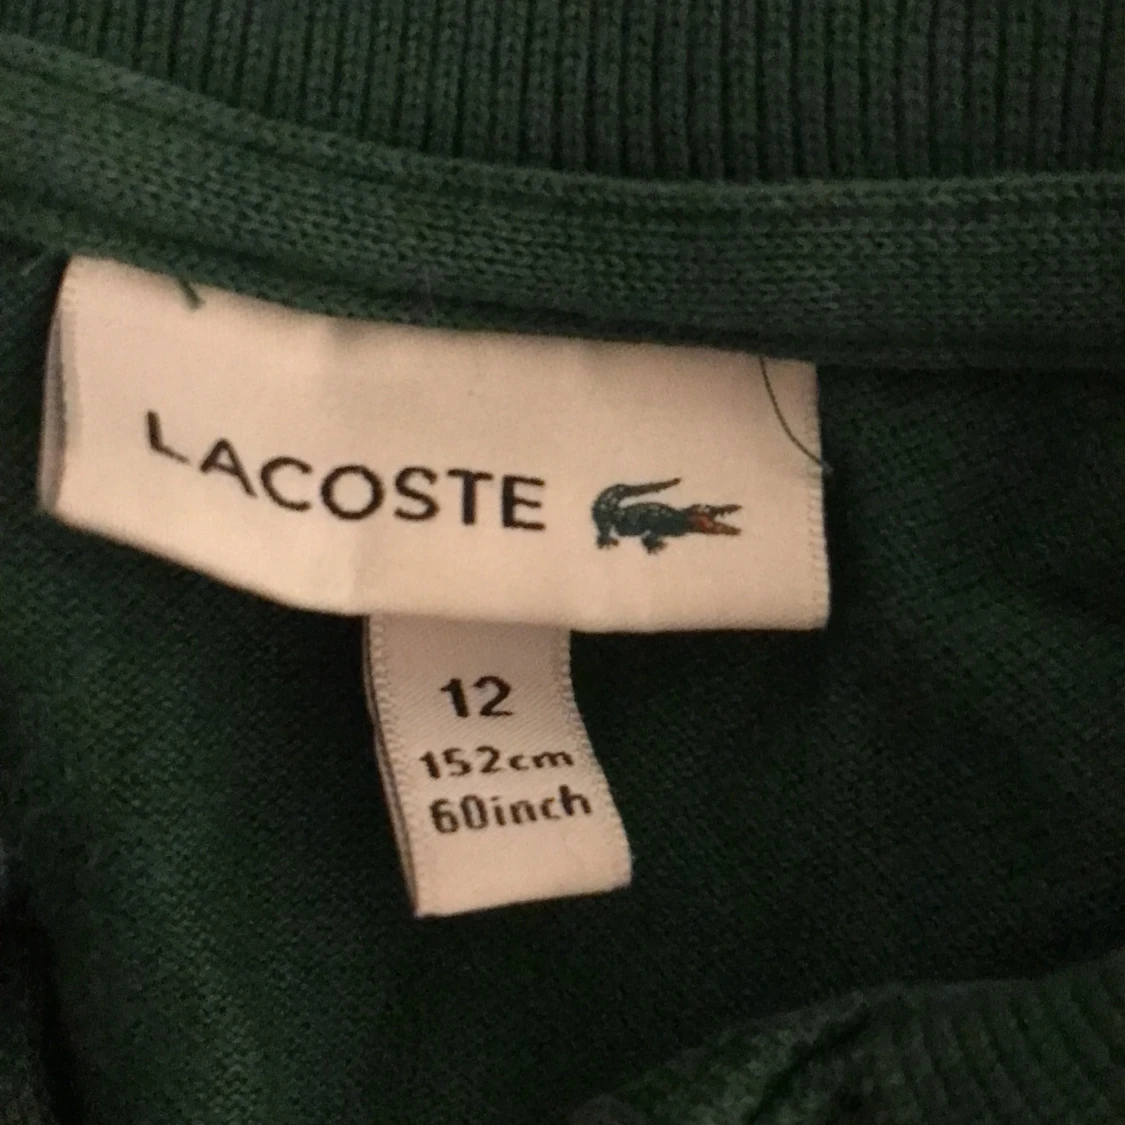 LACOSTE
12
152cm
60inch